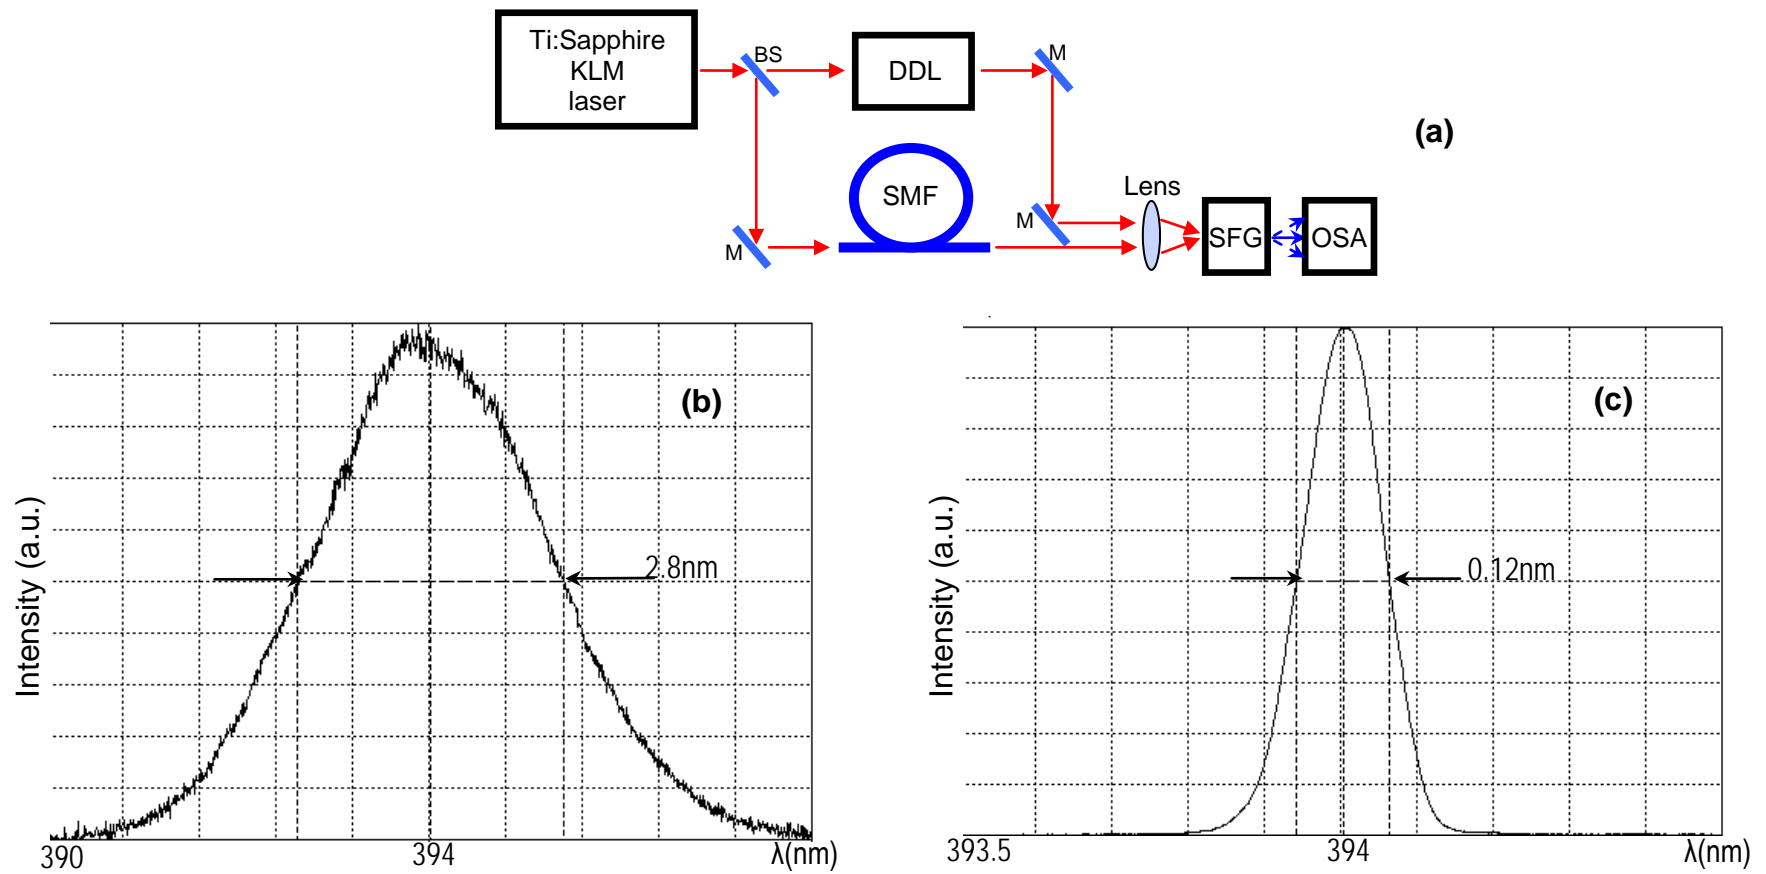 Ti:Sapphire
KLM
laser
BS
DDL
M
(a)
SMF
Lens
M
M
SFG
OSA
(b)
2.8nm
Intensity (a.u.)
390
394
λ(nm)
(c)
0.12nm
Intensity (a.u.)
393.5
394
λ(nm)